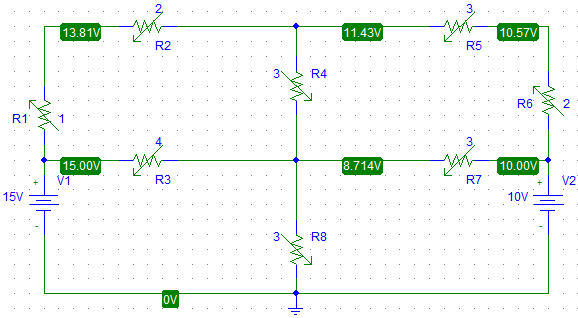 2
3
13.81V
11.43V
10.57V
R2
R5
3
R4
R1
1
R6
2
4
3
15.00V
8.714V
10.00V
+
V1
R3
R7
+
V2
15V
10V
-
-
3
R8
0V